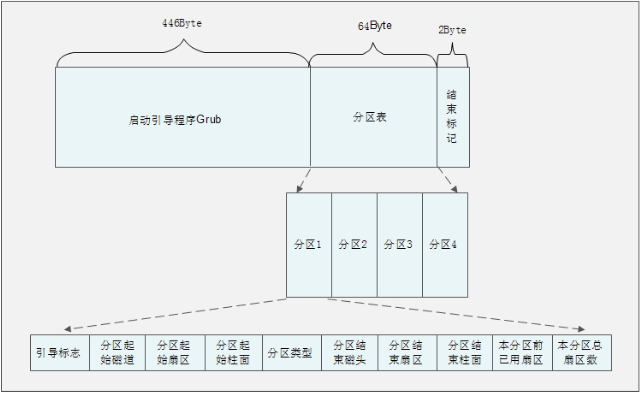 446Byte
64Byte
2Byte
启动引导程序Grub
分区表
结
束
标
记
分区1
分区2
分区3
分区4
引导标志
分区起
始磁道
分区起
始扇区
分区起
始柱面
分区类型
分区结
束磁头
分区结
束扇区
分区结
束柱面
本分区前
已用扇区
本分区总
扇区数